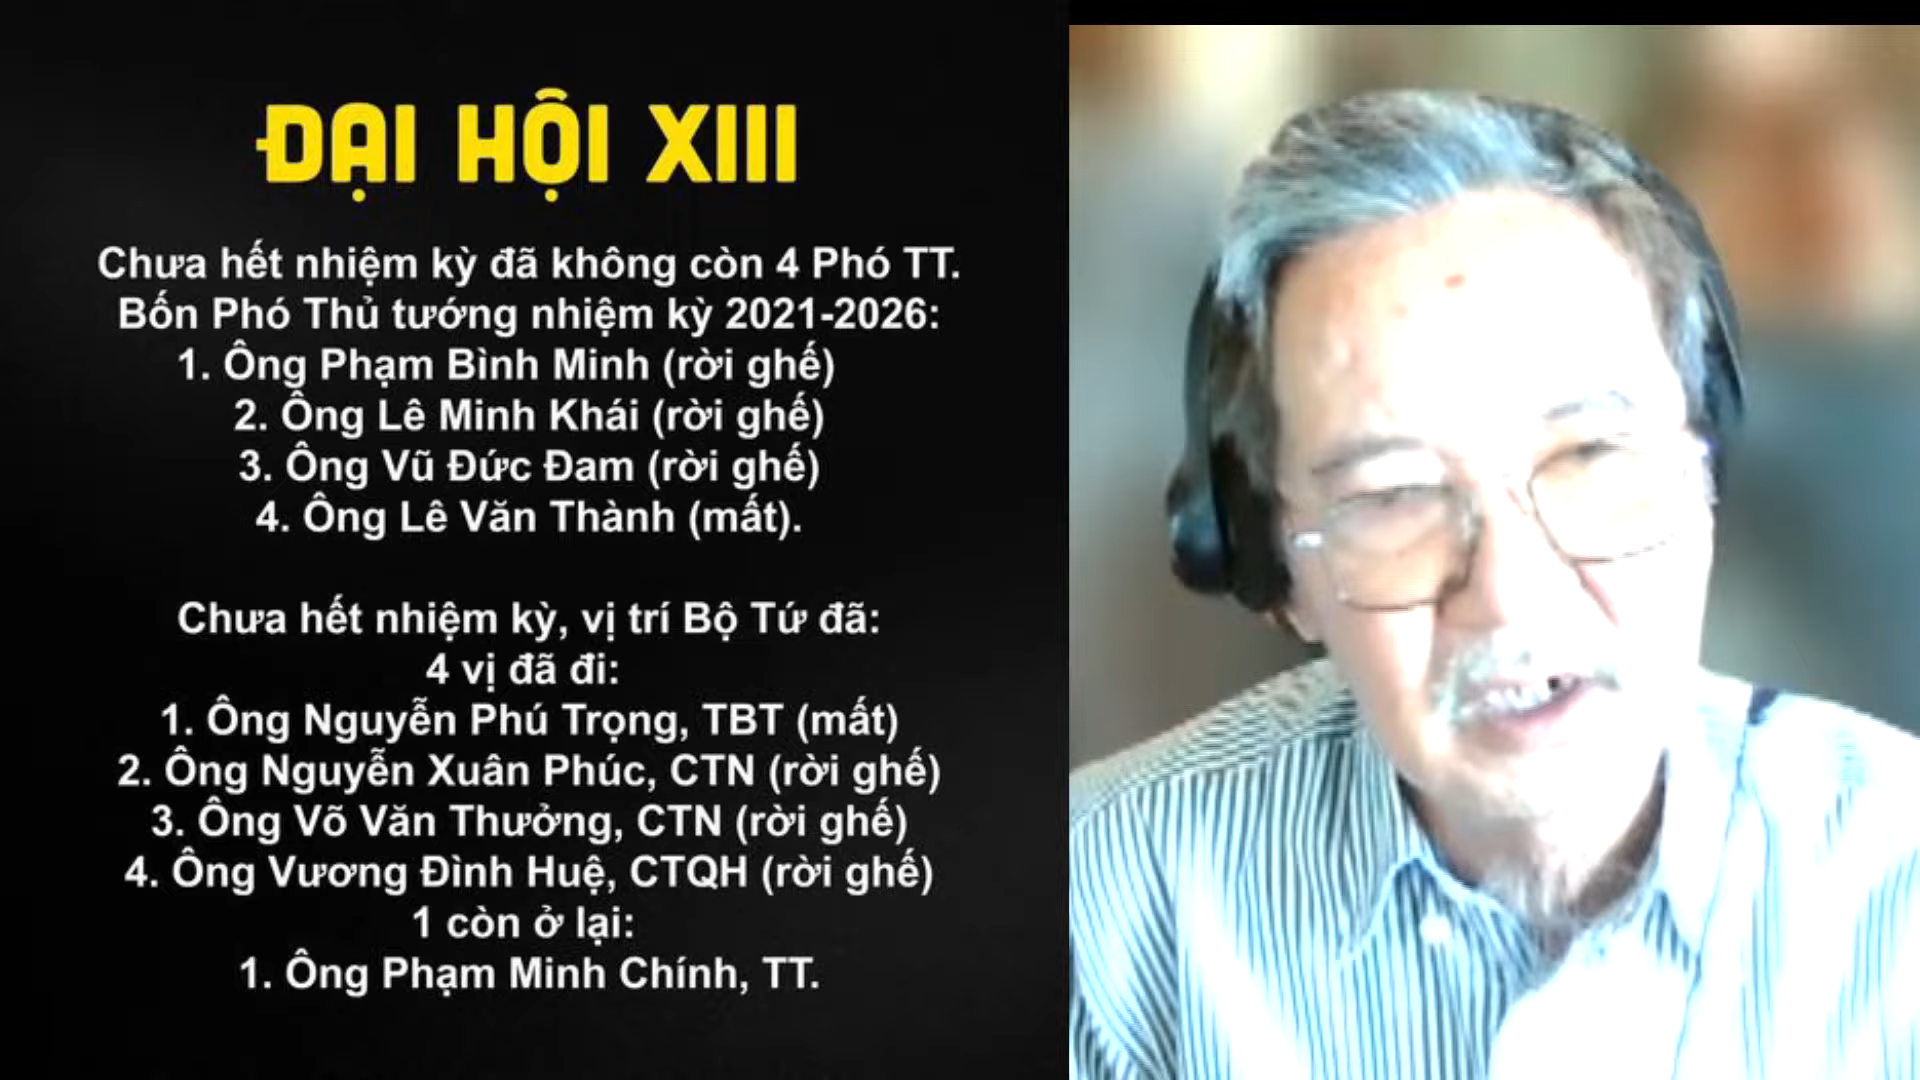 ĐẠI HỘI XIII
Chưa hết nhiệm kỳ đã không còn 4 Phó TT.
Bốn Phó Thủ tướng nhiệm kỳ 2021-2026:
1. Ông Phạm Bình Minh (rời ghế)
2. Ông Lê Minh Khái (rời ghế)
3. Ông Vũ Đức Đam (rời ghế)
4. Ông Lê Văn Thành (mất).
Chưa hết nhiệm kỳ, vị trí Bộ Tứ đã:
4 vị đã đi:
1. Ông Nguyễn Phú Trọng, TBT (mất)
2. Ông Nguyễn Xuân Phúc, CTN (rời ghế)
3. Ông Võ Văn Thưởng, CTN (rời ghế)
4. Ông Vương Đình Huệ, CTQH (rời ghế)
1 còn ở lại:
1. Ông Phạm Minh Chính, TT.